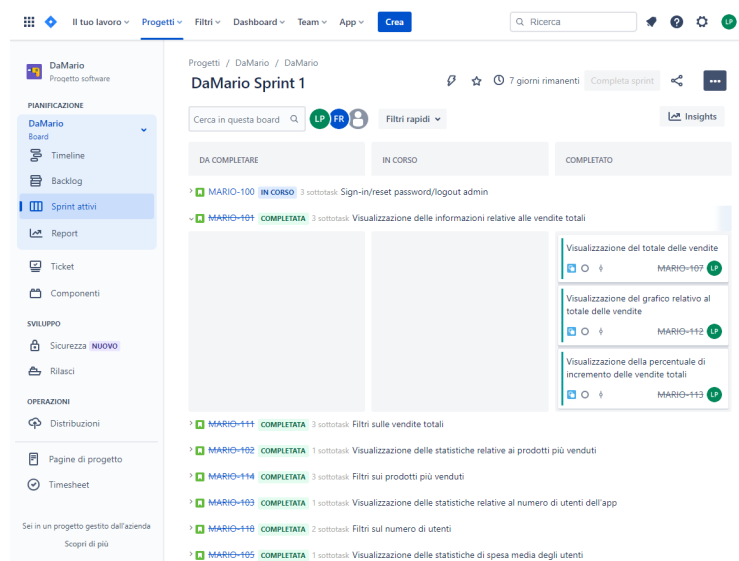 Il tuo lavoro Progetti Filtri Dashboard Team App Crea Ricerca LP
DaMario
Progetto software
PIANIFICAZIONE
DaMario
Board
Timeline
Backlog
Sprint attivi
Report
Ticket
Componenti
SVILUPPO
Sicurezza NUOVO
Rilasci
OPERAZIONI
Distribuzioni
Pagine di progetto
Timesheet
Sei in un progetto gestito dall'azienda
Scopri di più
Progetti / DaMario / DaMario
DaMario Sprint 1 7 giorni rimanenti Completa sprint
Cerca in questa board LP FR Filtri rapidi Insights
DA COMPLETARE IN CORSO COMPLETATO
MARIO-100 IN CORSO 3 sottotask Sign-in/reset password/logout admin
MARIO-101 COMPLETATA 3 sottotask Visualizzazione delle informazioni relative alle vendite totali
Visualizzazione del totale delle vendite
MARIO-107 LP
Visualizzazione del grafico relativo al
totale delle vendite
MARIO-112 LP
Visualizzazione della percentuale di
incremento delle vendite totali
MARIO-113 LP
MARIO-111 COMPLETATA 3 sottotask Filtri sulle vendite totali
MARIO-102 COMPLETATA 1 sottotask Visualizzazione delle statistiche relative ai prodotti più venduti
MARIO-114 COMPLETATA 3 sottotask Filtri sui prodotti più venduti
MARIO-103 COMPLETATA 1 sottotask Visualizzazione delle statistiche relative al numero di utenti dell'app
MARIO-118 COMPLETATA 2 sottotask Filtri sul numero di utenti
MARIO-105 COMPLETATA 1 sottotask Visualizzazione delle statistiche di spesa media degli utenti